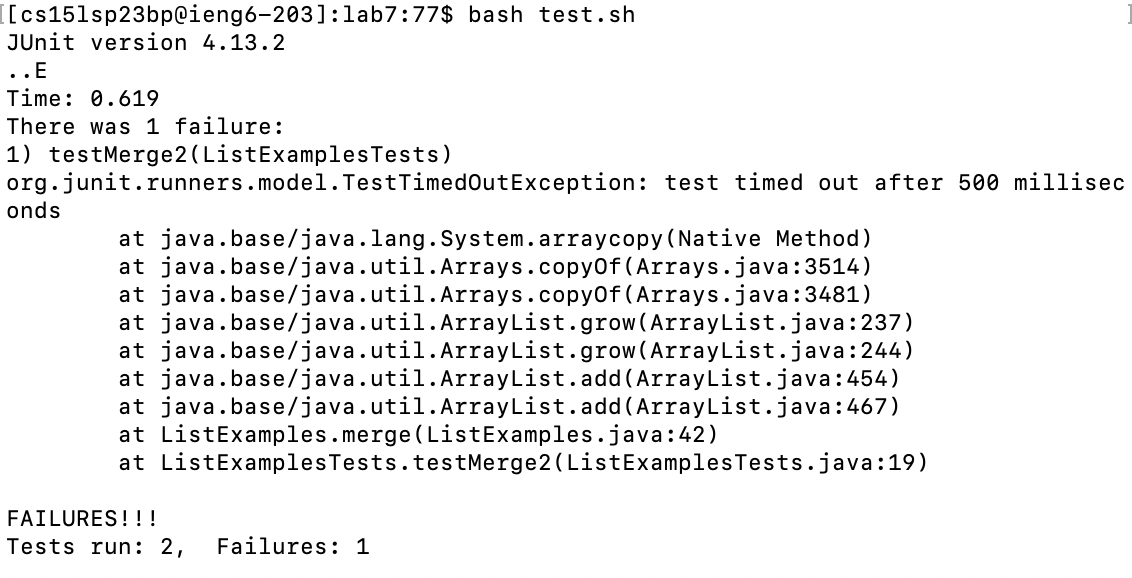 [[cs15lsp23bp@ieng6-203]:lab7:77$ bash test.sh ]
JUnit version 4.13.2
..E
Time: 0.619
There was 1 failure:
1) testMerge2(ListExamplesTests)
org.junit.runners.model.TestTimedOutException: test timed out after 500 millisec
onds
        at java.base/java.lang.System.arraycopy(Native Method)
        at java.base/java.util.Arrays.copyOf(Arrays.java:3514)
        at java.base/java.util.Arrays.copyOf(Arrays.java:3481)
        at java.base/java.util.ArrayList.grow(ArrayList.java:237)
        at java.base/java.util.ArrayList.grow(ArrayList.java:244)
        at java.base/java.util.ArrayList.add(ArrayList.java:454)
        at java.base/java.util.ArrayList.add(ArrayList.java:467)
        at ListExamples.merge(ListExamples.java:42)
        at ListExamplesTests.testMerge2(ListExamplesTests.java:19)

FAILURES!!!
Tests run: 2,  Failures: 1